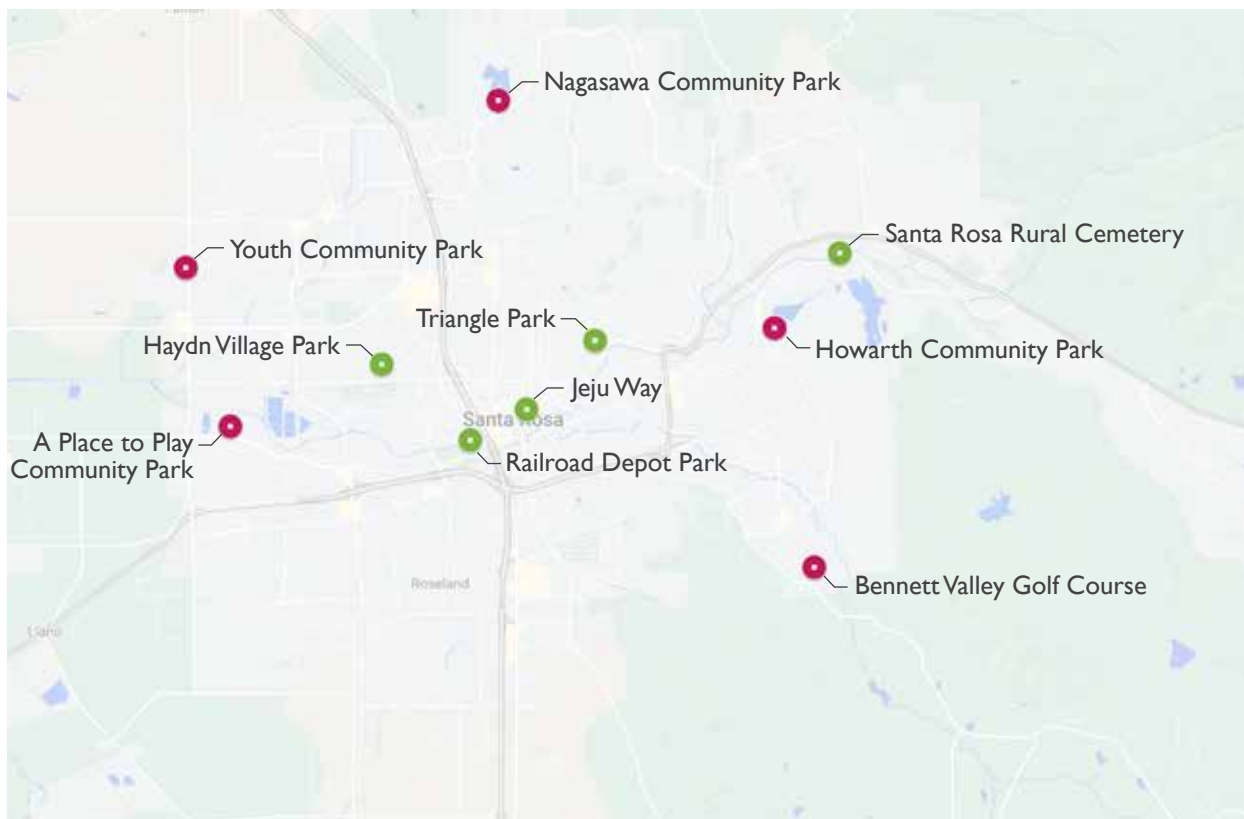 Nagasawa Community Park
Santa Rosa Rural Cemetery
Youth Community Park
Triangle Park
Haydn Village Park
Howarth Community Park
Jeju Way
Santa Rosa
A Place to Play
Community Park
Railroad Depot Park
Bennett Valley Golf Course
Roseland
Llano